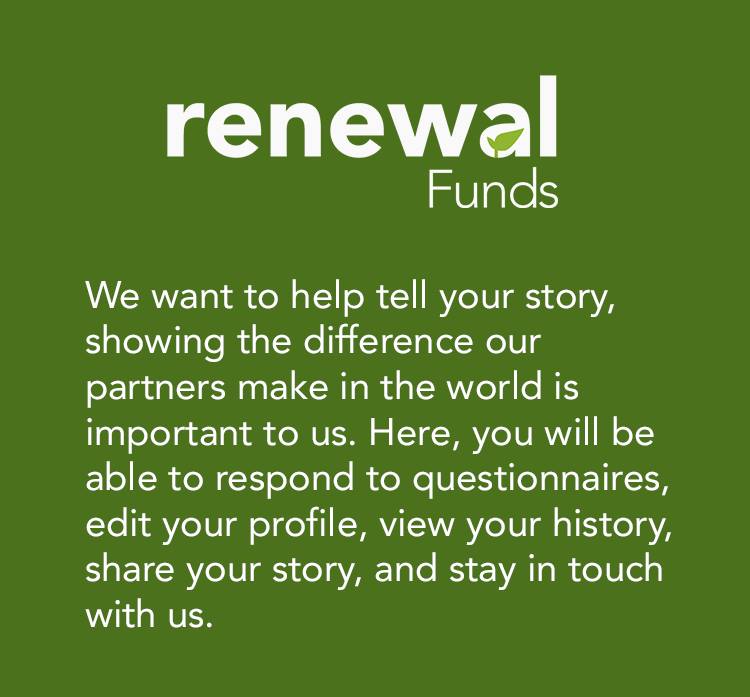 renewal
Funds
We want to help tell your story,
showing the difference our
partners make in the world is
important to us. Here, you will be
able to respond to questionnaires,
edit your profile, view your history,
share your story, and stay in touch
with us.